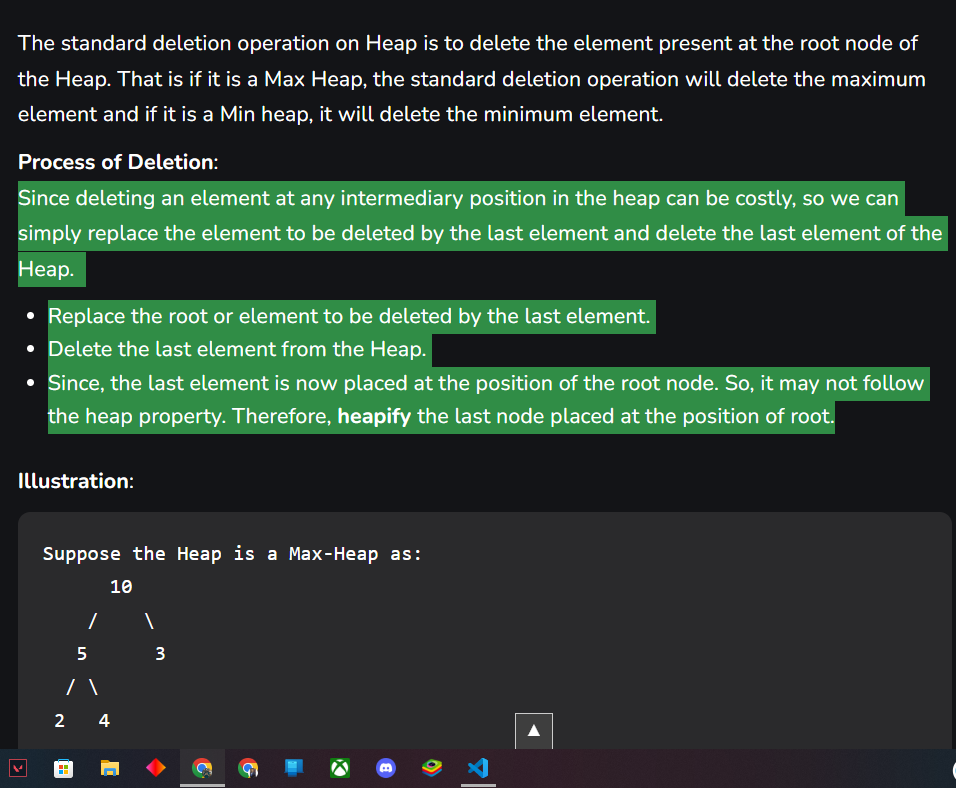 The standard deletion operation on Heap is to delete the element present at the root node of
the Heap. That is if it is a Max Heap, the standard deletion operation will delete the maximum
element and if it is a Min heap, it will delete the minimum element.
Process of Deletion:
Since deleting an element at any intermediary position in the heap can be costly, so we can
simply replace the element to be deleted by the last element and delete the last element of the
Heap.
• Replace the root or element to be deleted by the last element.
• Delete the last element from the Heap.
• Since, the last element is now placed at the position of the root node. So, it may not follow
the heap property. Therefore, heapify the last node placed at the position of root.
Illustration:
Suppose the Heap is a Max-Heap as:
10
/ \
5 3
/ \
2 4